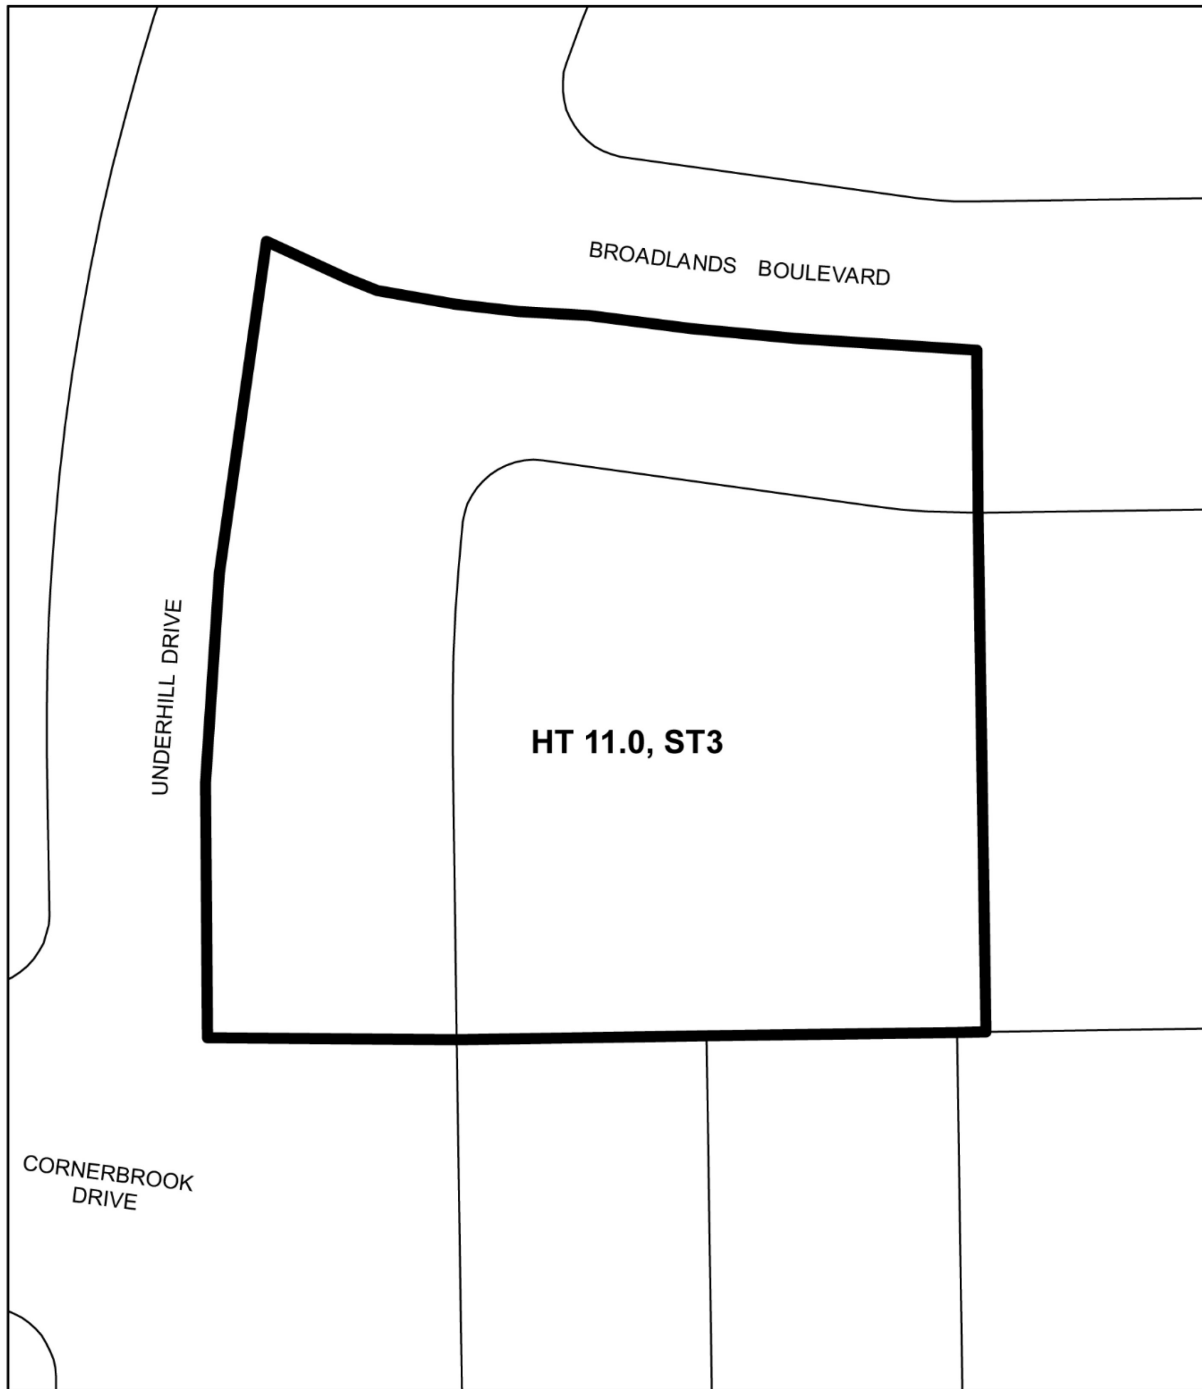 BROADLANDS BOULEVARD
UNDERHILL DRIVE
HT 11.0, ST3
CORNERBROOK
DRIVE